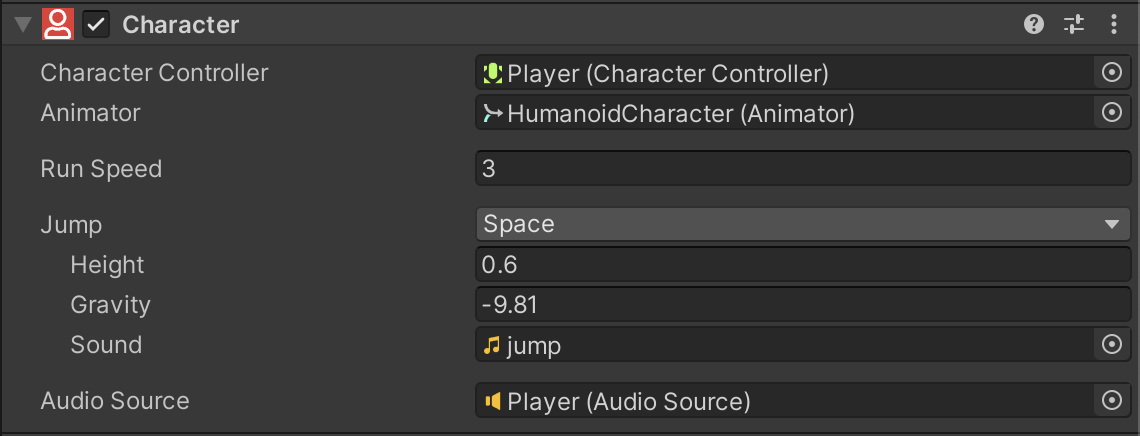 Character
Character Controller Player (Character Controller)
Animator HumanoidCharacter (Animator)
Run Speed 3
Jump Space
Height 0.6
Gravity -9.81
Sound jump
Audio Source Player (Audio Source)